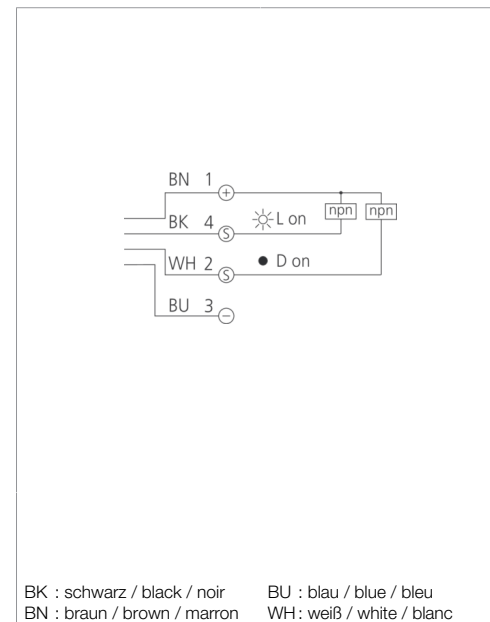 BN 1 +
npn npn
BK 4 S L on
WH 2 S D on
BU 3 −
BK : schwarz / black / noir BU : blau / blue / bleu
BN : braun / brown / marron WH : weiß / white / blanc